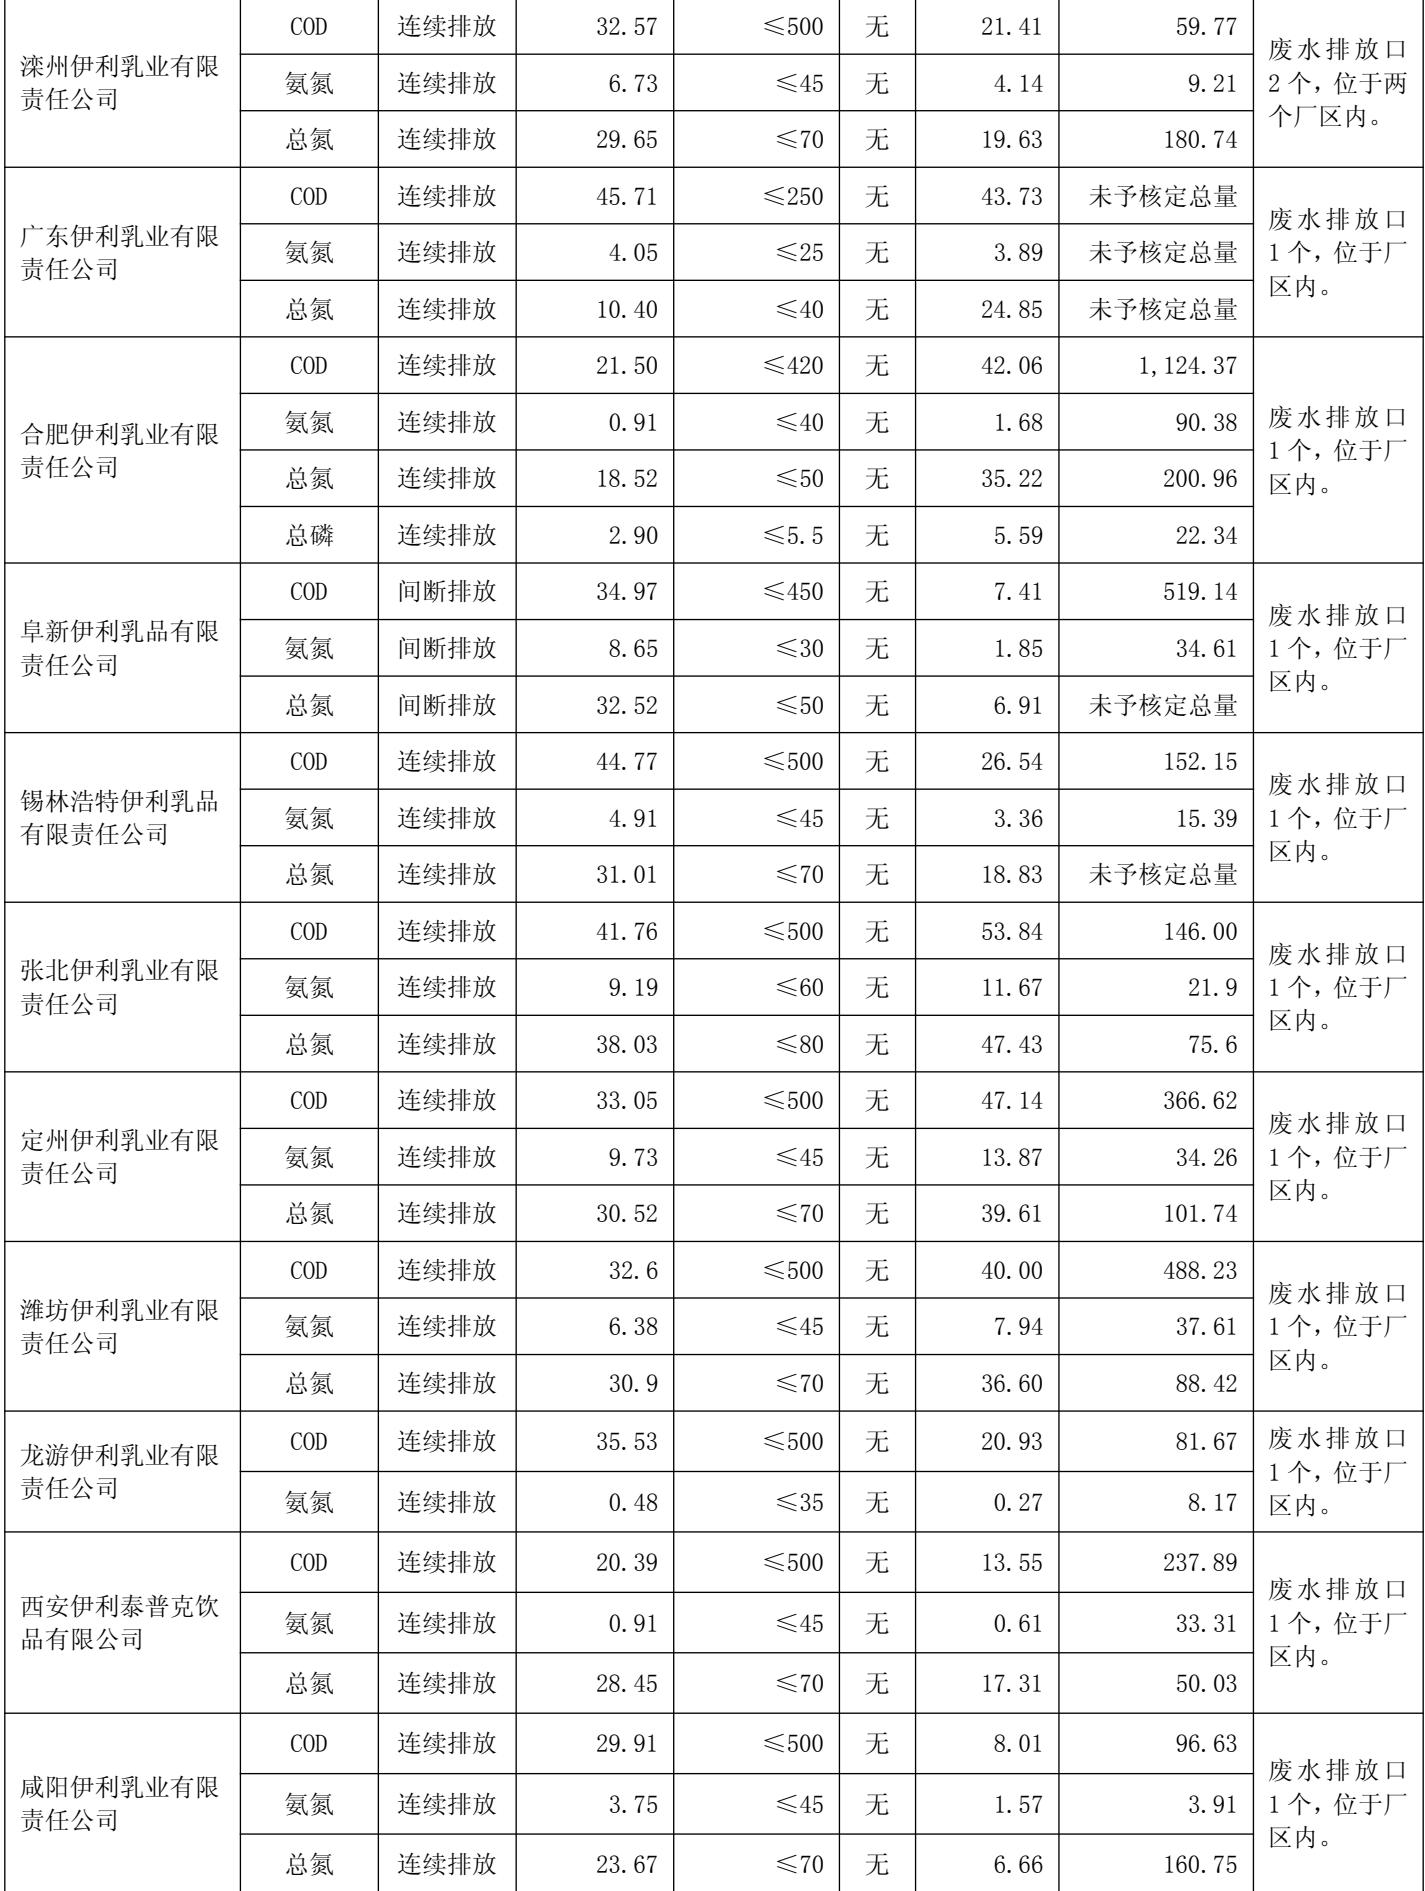 COD 连续排放 32.57 ≤500 无 21.41 59.77
滦州伊利乳业有限
责任公司
氨氮 连续排放 6.73 ≤45 无 4.14 9.21
废水排放口
2个，位于两
个厂区内。
总氮 连续排放 29.65 ≤70 无 19.63 180.74
COD 连续排放 45.71 ≤250 无 43.73 未予核定总量
广东伊利乳业有限
责任公司
氨氮 连续排放 4.05 ≤25 无 3.89 未予核定总量
废水排放口
1个，位于厂
区内。
总氮 连续排放 10.40 ≤40 无 24.85 未予核定总量
COD 连续排放 21.50 ≤420 无 42.06 1,124.37
氨氮 连续排放 0.91 ≤40 无 1.68 90.38
合肥伊利乳业有限
责任公司
废水排放口
1个，位于厂
区内。
总氮 连续排放 18.52 ≤50 无 35.22 200.96
总磷 连续排放 2.90 ≤5.5 无 5.59 22.34
COD 间断排放 34.97 ≤450 无 7.41 519.14
阜新伊利乳品有限
责任公司
氨氮 间断排放 8.65 ≤30 无 1.85 34.61
废水排放口
1个，位于厂
区内。
总氮 间断排放 32.52 ≤50 无 6.91 未予核定总量
COD 连续排放 44.77 ≤500 无 26.54 152.15
锡林浩特伊利乳品
有限责任公司
氨氮 连续排放 4.91 ≤45 无 3.36 15.39
废水排放口
1个，位于厂
区内。
总氮 连续排放 31.01 ≤70 无 18.83 未予核定总量
COD 连续排放 41.76 ≤500 无 53.84 146.00
张北伊利乳业有限
责任公司
氨氮 连续排放 9.19 ≤60 无 11.67 21.9
废水排放口
1个，位于厂
区内。
总氮 连续排放 38.03 ≤80 无 47.43 75.6
COD 连续排放 33.05 ≤500 无 47.14 366.62
定州伊利乳业有限
责任公司
氨氮 连续排放 9.73 ≤45 无 13.87 34.26
废水排放口
1个，位于厂
区内。
总氮 连续排放 30.52 ≤70 无 39.61 101.74
COD 连续排放 32.6 ≤500 无 40.00 488.23
潍坊伊利乳业有限
责任公司
氨氮 连续排放 6.38 ≤45 无 7.94 37.61
废水排放口
1个，位于厂
区内。
总氮 连续排放 30.9 ≤70 无 36.60 88.42
COD 连续排放 35.53 ≤500 无 20.93 81.67
龙游伊利乳业有限
责任公司
废水排放口
1个，位于厂
区内。
氨氮 连续排放 0.48 ≤35 无 0.27 8.17
COD 连续排放 20.39 ≤500 无 13.55 237.89
西安伊利泰普克饮
品有限公司
氨氮 连续排放 0.91 ≤45 无 0.61 33.31
废水排放口
1个，位于厂
区内。
总氮 连续排放 28.45 ≤70 无 17.31 50.03
COD 连续排放 29.91 ≤500 无 8.01 96.63
咸阳伊利乳业有限
责任公司
氨氮 连续排放 3.75 ≤45 无 1.57 3.91
废水排放口
1个，位于厂
区内。
总氮 连续排放 23.67 ≤70 无 6.66 160.75